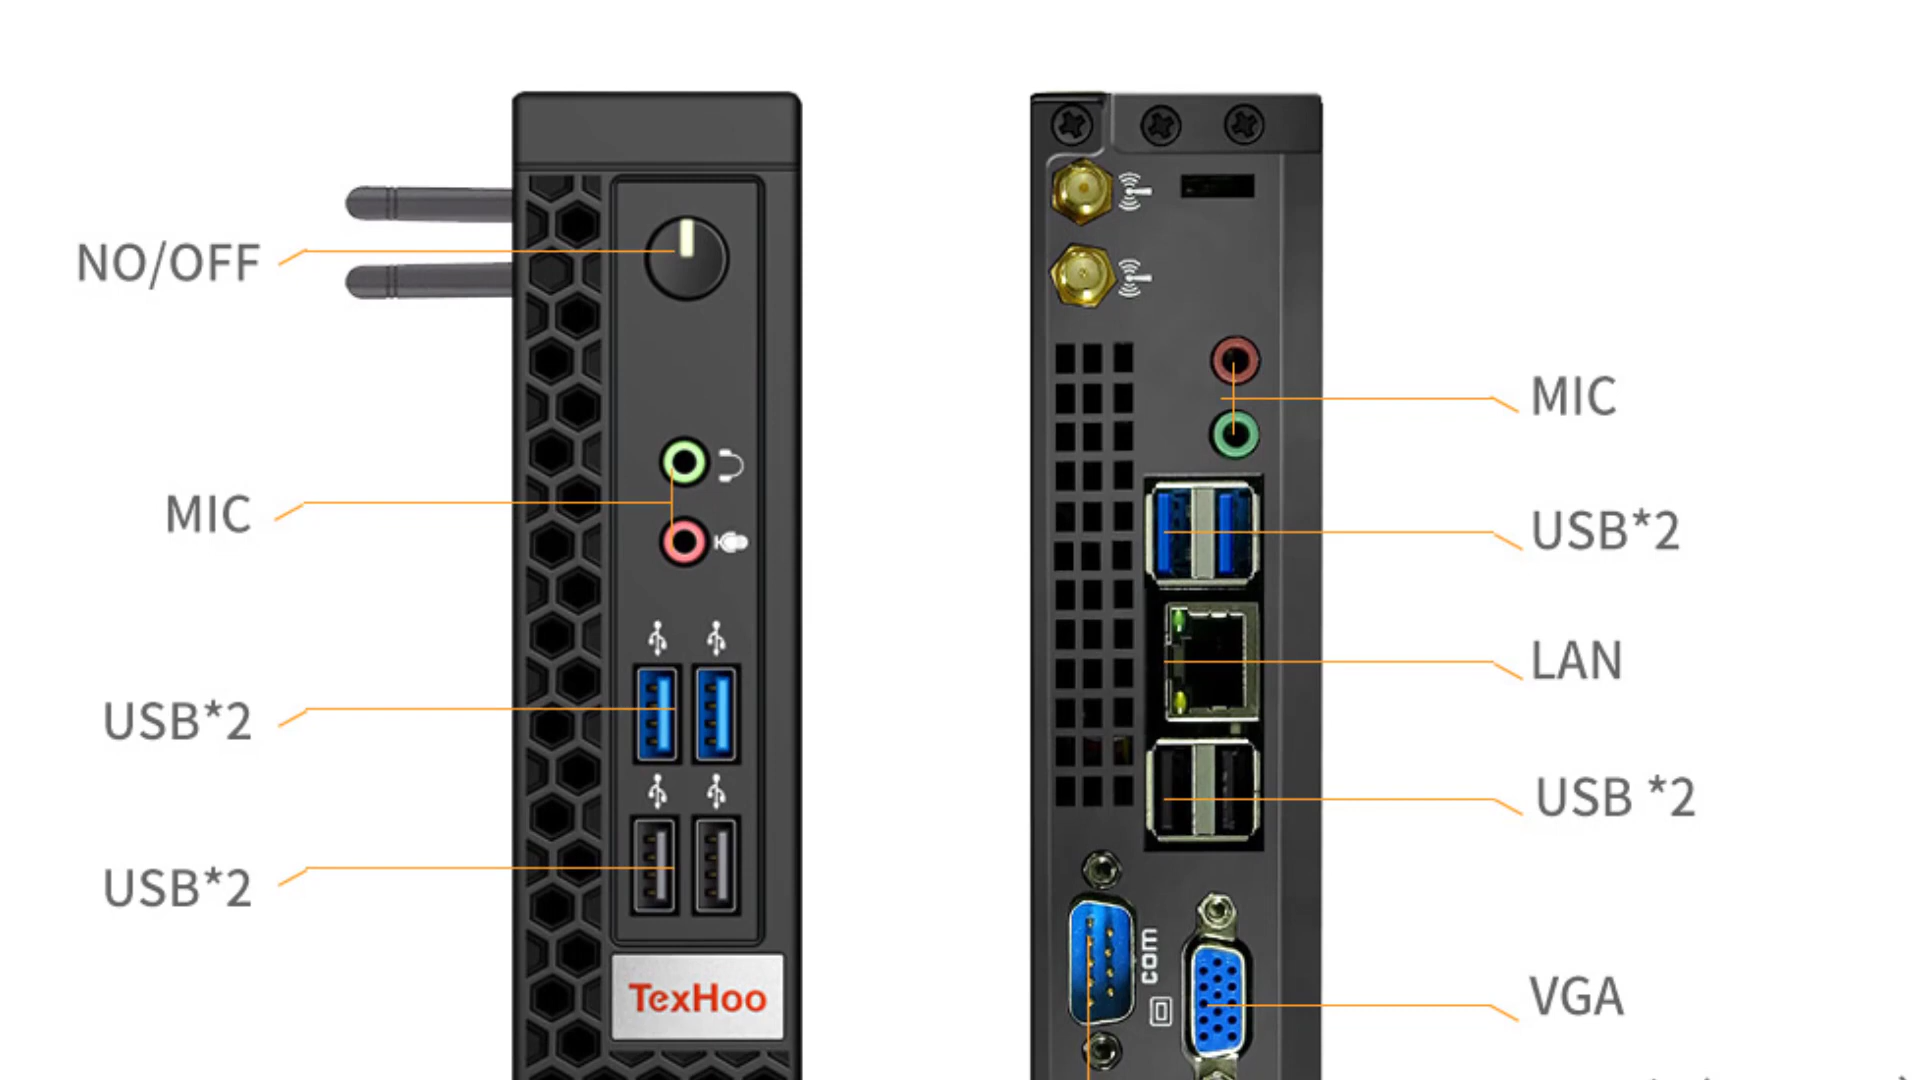 NO/OFF
MIC
USB*2
USB*2
TexHoo
MIC
USB*2
LAN
USB *2
com
VGA